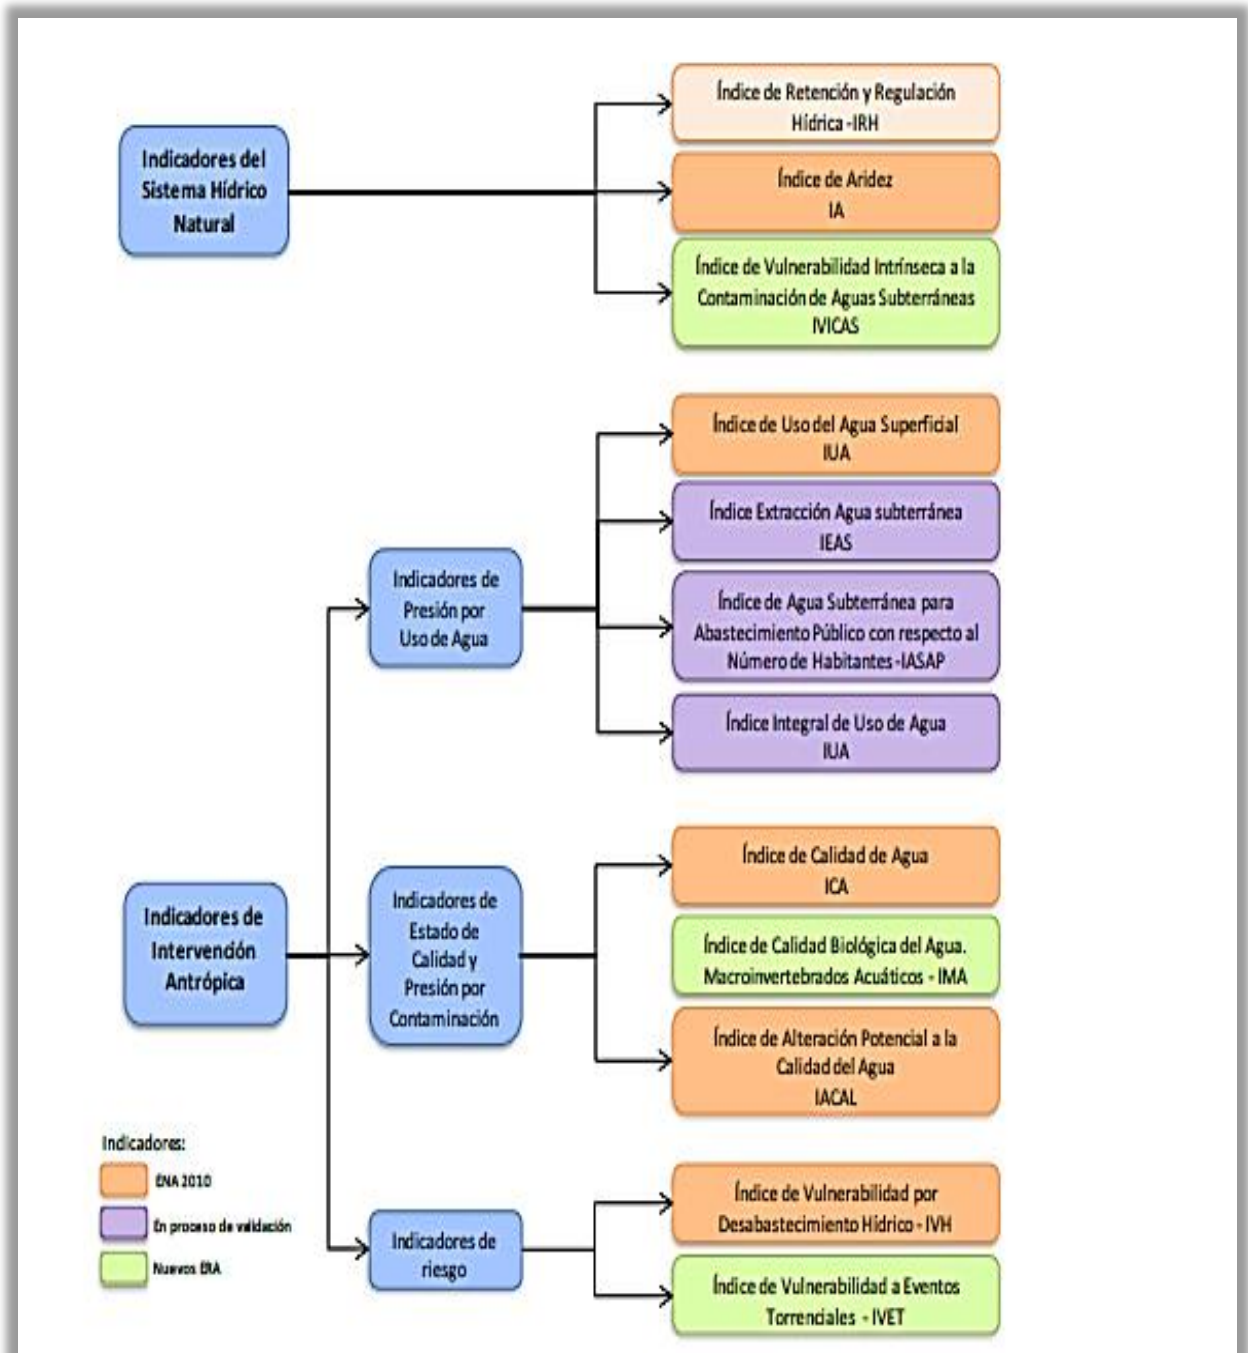 Indicadores del
Sistema Hídrico
Natural
Índice de Retención y Regulación
Hídrica -IRH
Índice de Aridez
IA
Índice de Vulnerabilidad Intrínseca a la
Contaminación de Aguas Subterráneas
IVICAS
Indicadores de
Intervención
Antrópica
Indicadores de
Presión por
Uso de Agua
Índice de Uso del Agua Superficial
IUA
Índice Extracción Agua subterránea
IEAS
Índice de Agua Subterránea para
Abastecimiento Público con respecto al
Número de Habitantes -IASAP
Índice Integral de Uso de Agua
IUA
Indicadores de
Estado de
Calidad y
Presión por
Contaminación
Índice de Calidad de Agua
ICA
Índice de Calidad Biológica del Agua.
Macroinvertebrados Acuáticos - IMA
Índice de Alteración Potencial a la
Calidad del Agua
IACAL
Indicadores de
riesgo
Índice de Vulnerabilidad por
Desabastecimiento Hídrico - IVH
Índice de Vulnerabilidad a Eventos
Torrenciales - IVET
Indicadores:
ENA 2010
En proceso de validación
Nuevos ERA